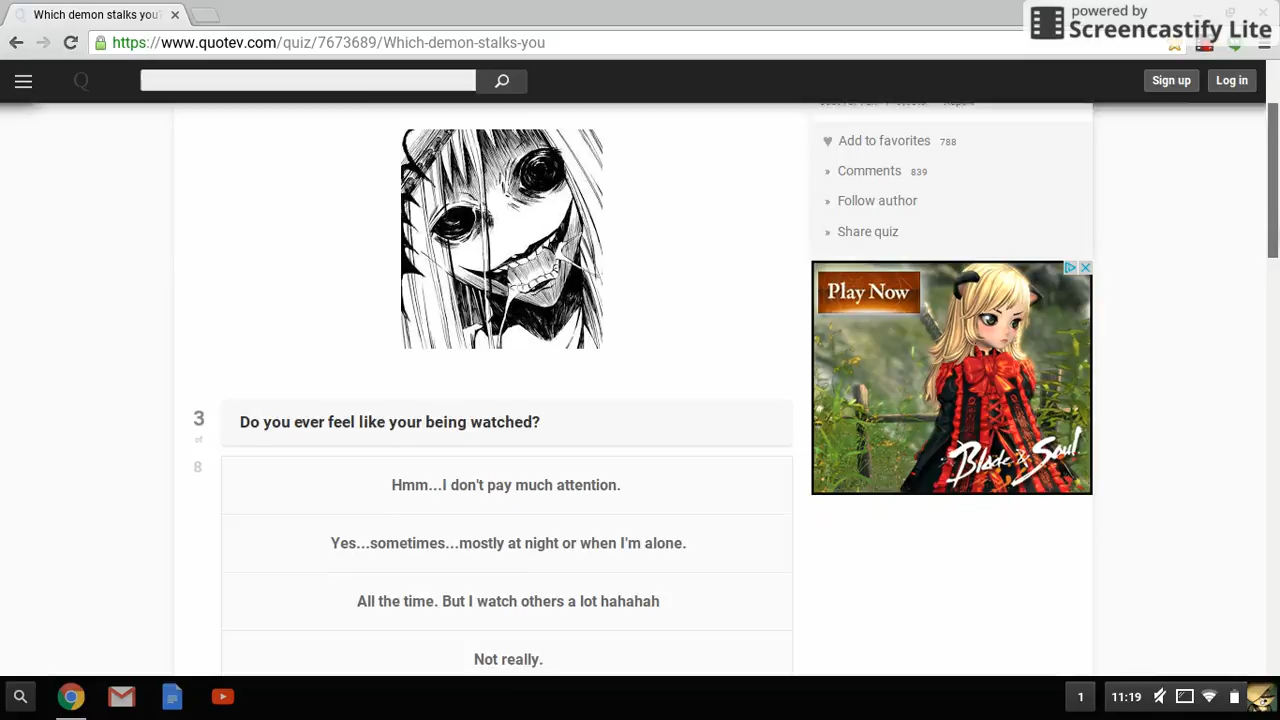 Which demon stalks you?
powered by
Screencastify Lite
https://www.quotev.com/quiz/7673689/Which-demon-stalks-you
Q
Sign up
Log in
Add to favorites 788
» Comments 839
» Follow author
» Share quiz
Play Now
Blade & Soul
3
of
8
Do you ever feel like your being watched?
Hmm...I don't pay much attention.
Yes...sometimes...mostly at night or when I'm alone.
All the time. But I watch others a lot hahahah
Not really.
1
11:19